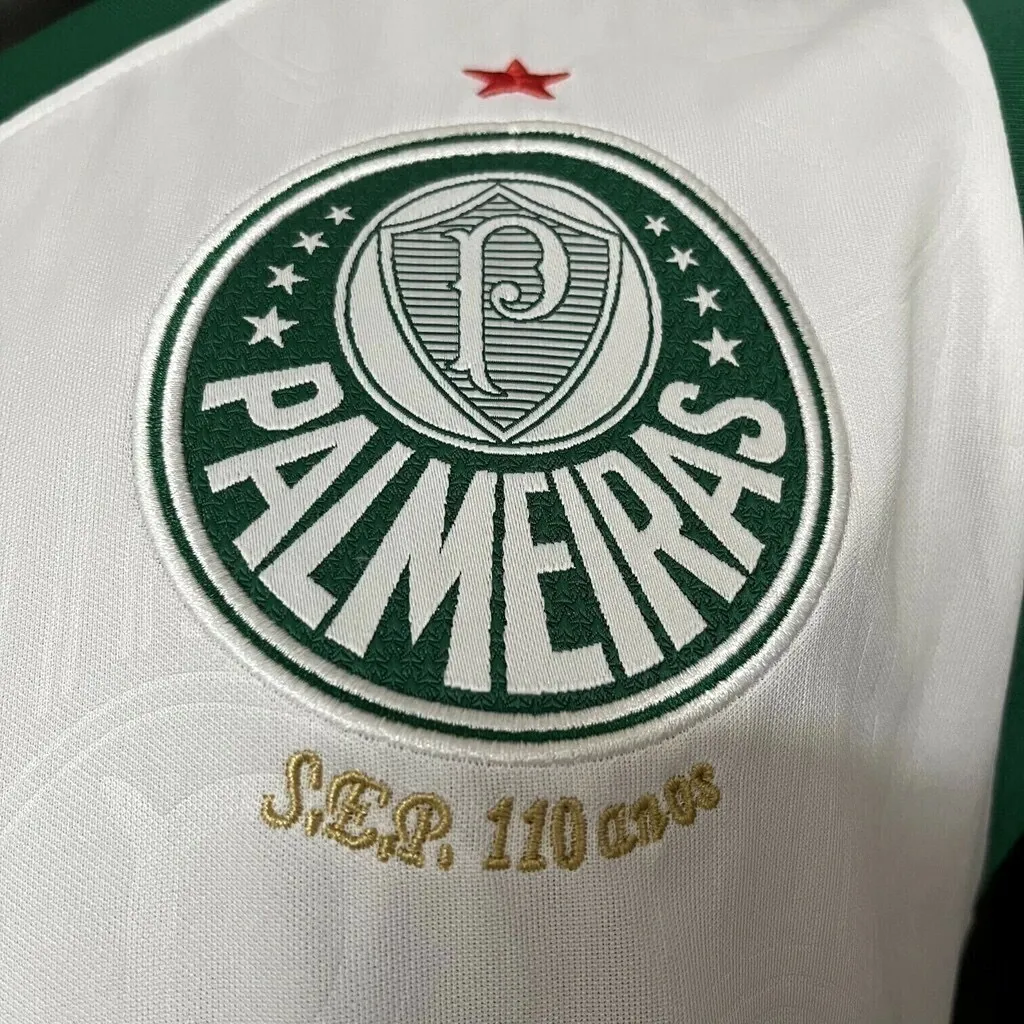 P
PALMEIRAS
S.E.P. 110 anos